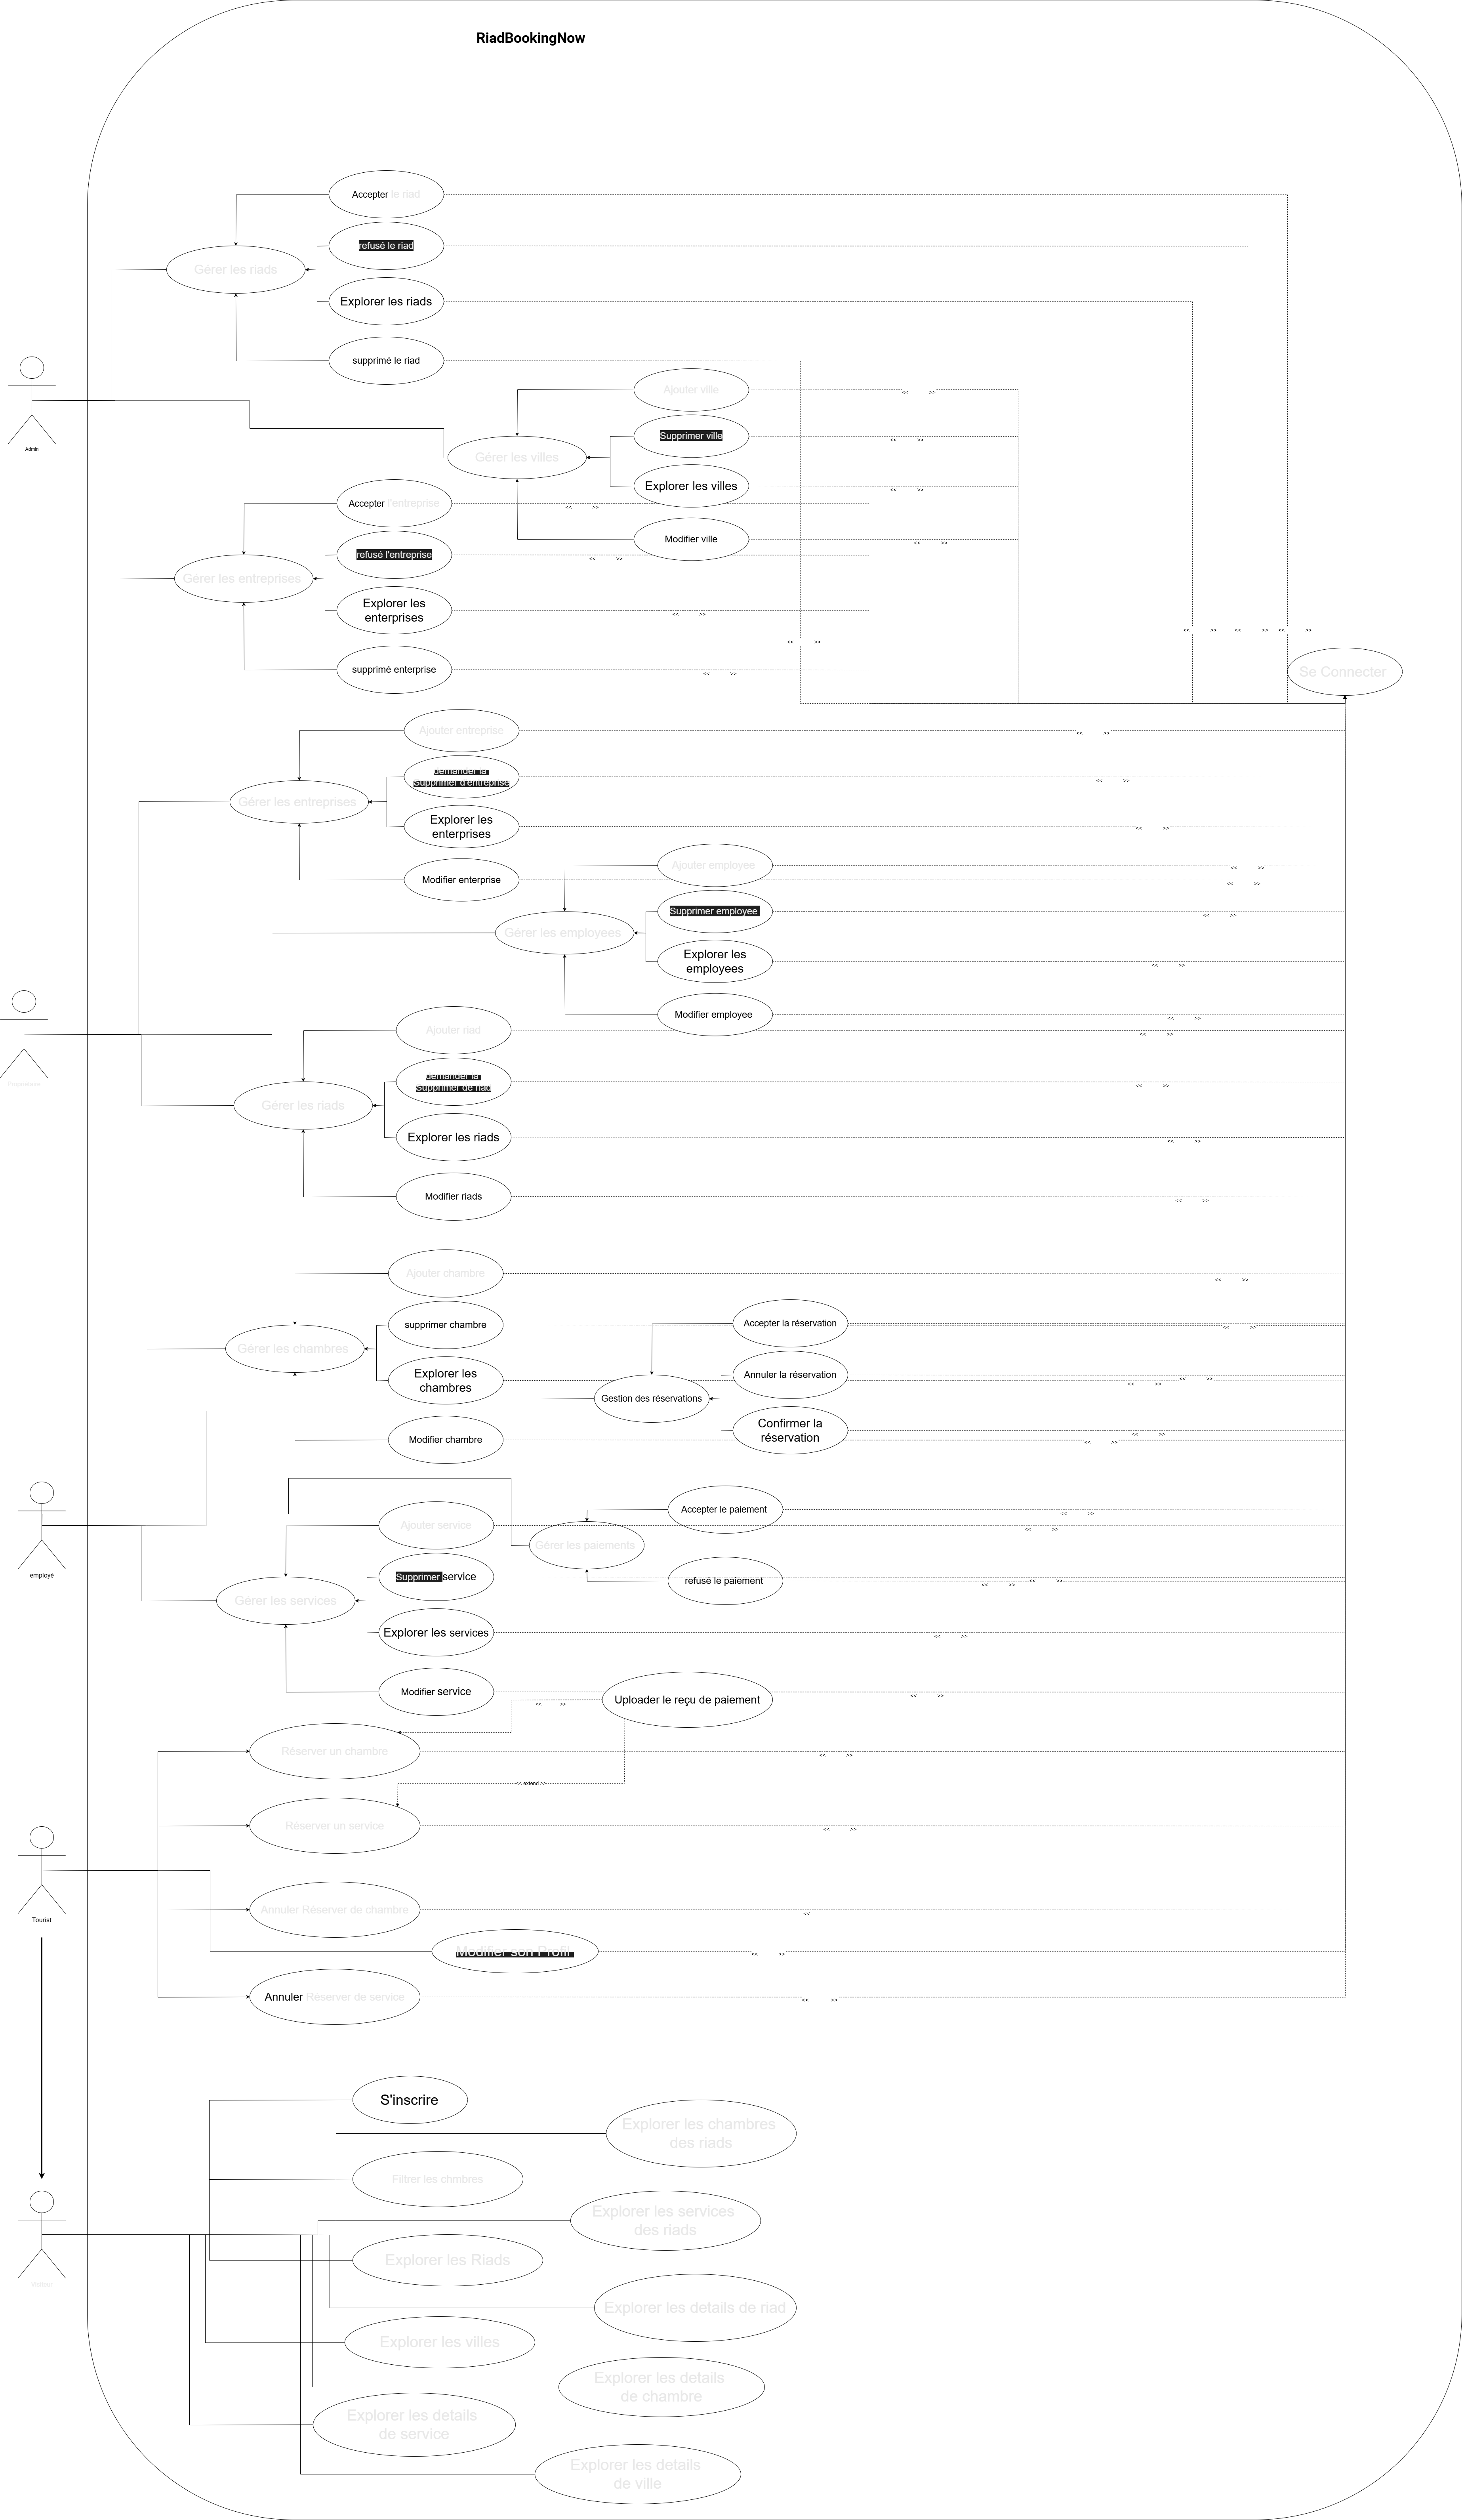 RiadBookingNow
Accepter le riad
refusé le riad
Gérer les riads
Explorer les riads
supprimé le riad
Admin
Ajouter ville
<< >>
Supprimer ville
<< >>
Gérer les villes
Explorer les villes
<< >>
Accepter l'entreprise
<< >>
Modifier ville
<< >>
refusé l'entreprise
<< >>
Gérer les entreprises
Explorer les
enterprises
<< >>
<< >>
<< >>
<< >>
<< >>
supprimé enterprise
<< >>
Se Connecter
Ajouter entreprise
<< >>
demander la
Supprimer d'entreprise
<< >>
Gérer les entreprises
Explorer les
enterprises
<< >>
Ajouter employee
<< >>
Modifier enterprise
<< >>
Supprimer employee
<< >>
Gérer les employees
Explorer les
employees
<< >>
Modifier employee
<< >>
Ajouter riad
<< >>
demander la
Supprimer de riad
<< >>
Gérer les riads
Explorer les riads
<< >>
Modifier riads
<< >>
Ajouter chambre
<< >>
supprimer chambre
<< >>
Accepter la réservation
Gérer les chambres
Explorer les
chambres
<< >>
Annuler la réservation
<< >>
Gestion des réservations
Confirmer la
réservation
<< >>
Modifier chambre
<< >>
Accepter le paiement
<< >>
Ajouter service
<< >>
Gérer les paiements
employé
Supprimer service
<< >>
refusé le paiement
<< >>
Gérer les services
Explorer les services
<< >>
Modifier service
<< >>
Uploader le reçu de paiement
<< >>
Réserver un chambre
<< >>
<< extend >>
Réserver un service
<< >>
Annuler Réserver de chambre
<<
Tourist
Modifier son Profil
<< >>
Annuler Réserver de service
<< >>
S'inscrire
Explorer les chambres
des riads
Filtrer les chmbres
Explorer les services
des riads
Explorer les Riads
visiteur
Explorer les details de riad
Explorer les villes
Explorer les details
de chambre
Explorer les details
de service
Explorer les details
de ville